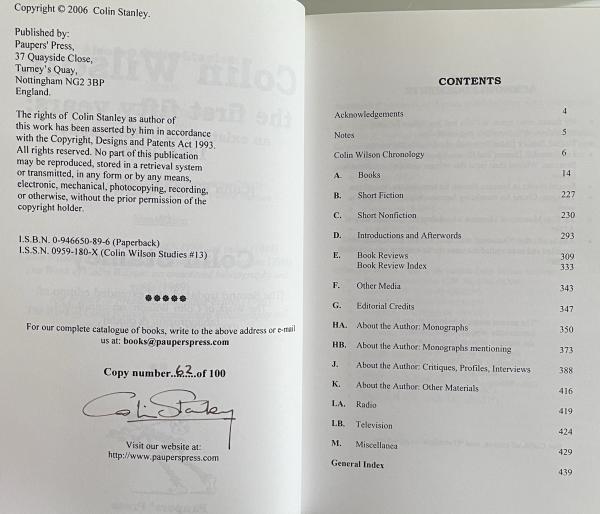 Copyright © 2006 Colin Stanley.
Published by:
Paupers' Press,
37 Quayside Close,
Turney's Quay,
Nottingham NG2 3BP
England.
The rights of Colin Stanley as author of
this work has been asserted by him in accordance
with the Copyright, Designs and Patents Act 1993.
All rights reserved. No part of this publication
may be reproduced, stored in a retrieval system
or transmitted, in any form or by any means,
electronic, mechanical, photocopying, recording,
or otherwise, without the prior permission of the
copyright holder.
I.S.B.N. 0-946650-89-6 (Paperback)
I.S.S.N. 0959-180-X (Colin Wilson Studies #13)
For our complete catalogue of books, write to the above address or e-mail
us at: books@pauperspress.com
Copy number..62...of 100
Colin Stanley
Visit our website at:
http://www.pauperspress.com
CONTENTS
Acknowledgements 4
Notes 5
Colin Wilson Chronology 6
A. Books 14
B. Short Fiction 227
C. Short Nonfiction 230
D. Introductions and Afterwords 293
E. Book Reviews 309
Book Review Index 333
F. Other Media 343
G. Editorial Credits 347
HA. About the Author: Monographs 350
HB. About the Author: Monographs mentioning 373
J. About the Author: Critiques, Profiles, Interviews 388
K. About the Author: Other Materials 416
LA. Radio 419
LB. Television 424
M. Miscellanea 429
General Index 439